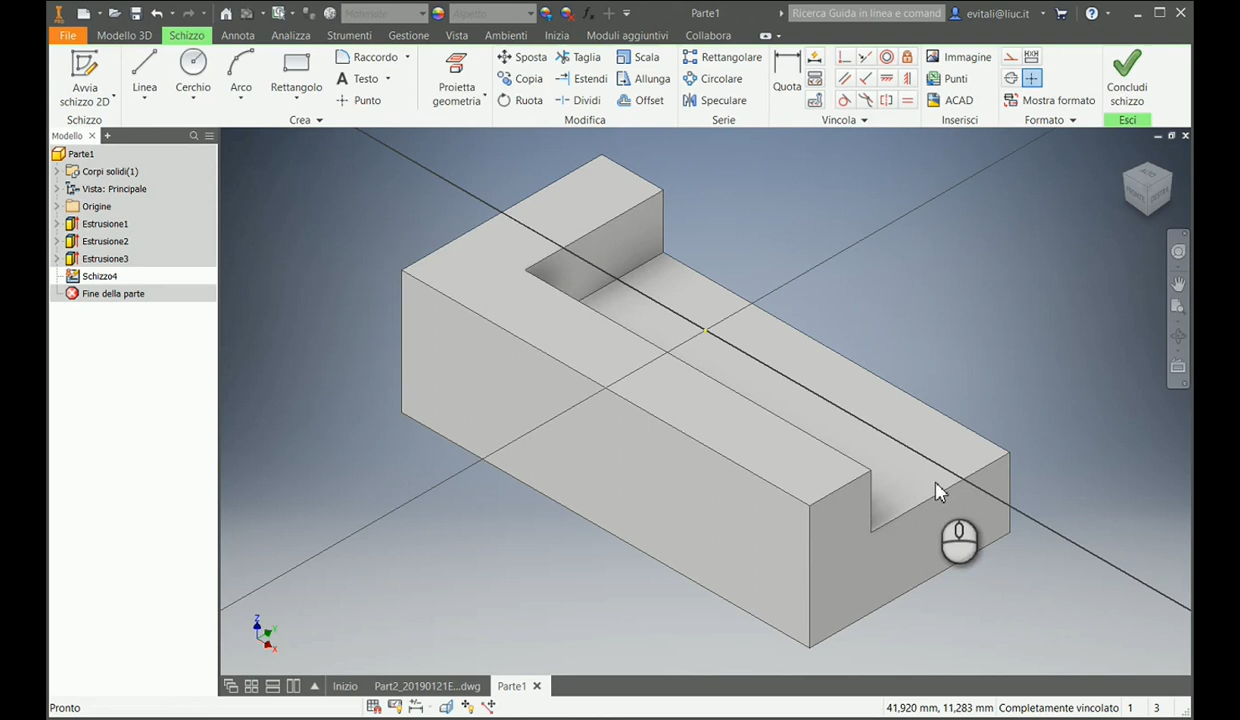 PRO
Materiale
Aspetto
Parte1
Ricerca Guida in linea e comand
evitali@liuc.it
File
Modello 3D
Schizzo
Annota
Analizza
Strumenti
Gestione
Vista
Ambienti
Inizia
Moduli aggiuntivi
Collabora
Avvia
schizzo 2D
Schizzo
Linea
Cerchio
Arco
Rettangolo
Raccordo
Testo
Punto
Crea
Proietta
geometria
Sposta
Copia
Ruota
Taglia
Estendi
Dividi
Scala
Allunga
Offset
Modifica
Rettangolare
Circolare
Speculare
Serie
Quota
Vincola
Immagine
Punti
ACAD
Inserisci
Mostra formato
Formato
Concludi
schizzo
Esci
Modello
Parte1
Corpi solidi(1)
Vista: Principale
Origine
Estrusione1
Estrusione2
Estrusione3
Schizzo4
Fine della parte
Z
Y
X
Inizio
Part2_20190121E...dwg
Parte1
Pronto
41,920 mm, 11,283 mm
Completamente vincolato
1
3